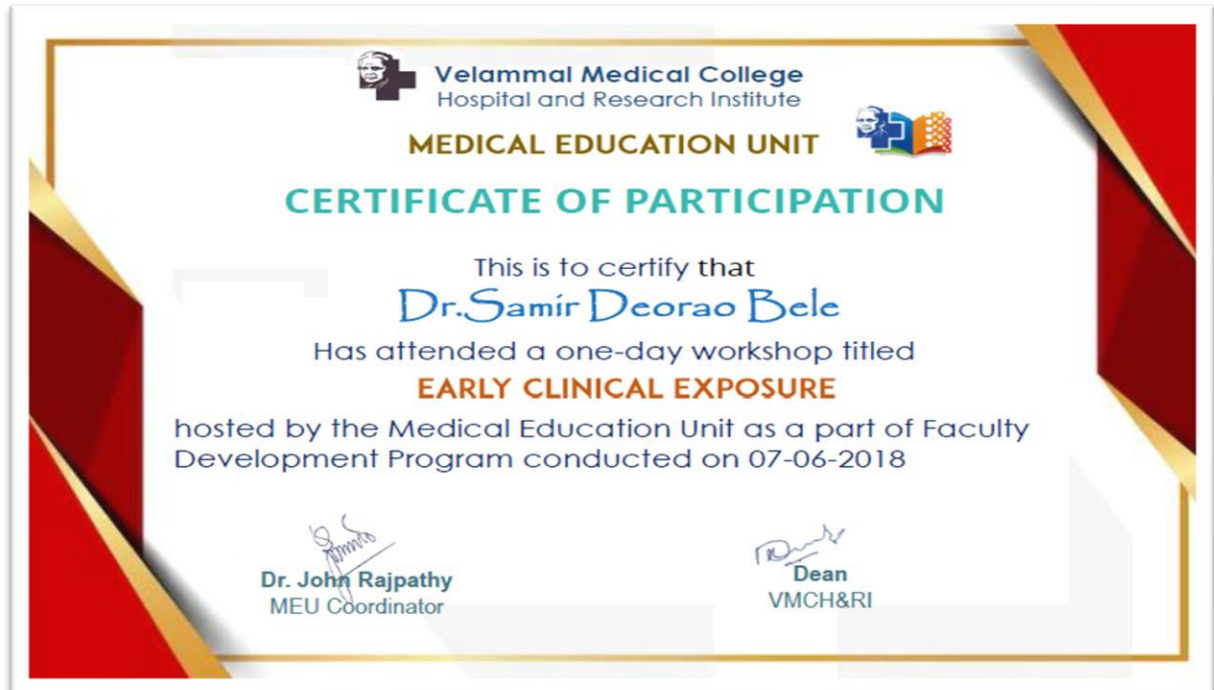 Velammal Medical College
Hospital and Research Institute
MEDICAL EDUCATION UNIT
CERTIFICATE OF PARTICIPATION
This is to certify that
Dr.Samir Deorao Bele
Has attended a one-day workshop titled
EARLY CLINICAL EXPOSURE
hosted by the Medical Education Unit as a part of Faculty
Development Program conducted on 07-06-2018
Dr. John Rajpathy
MEU Coordinator
Dean
VMCH&RI